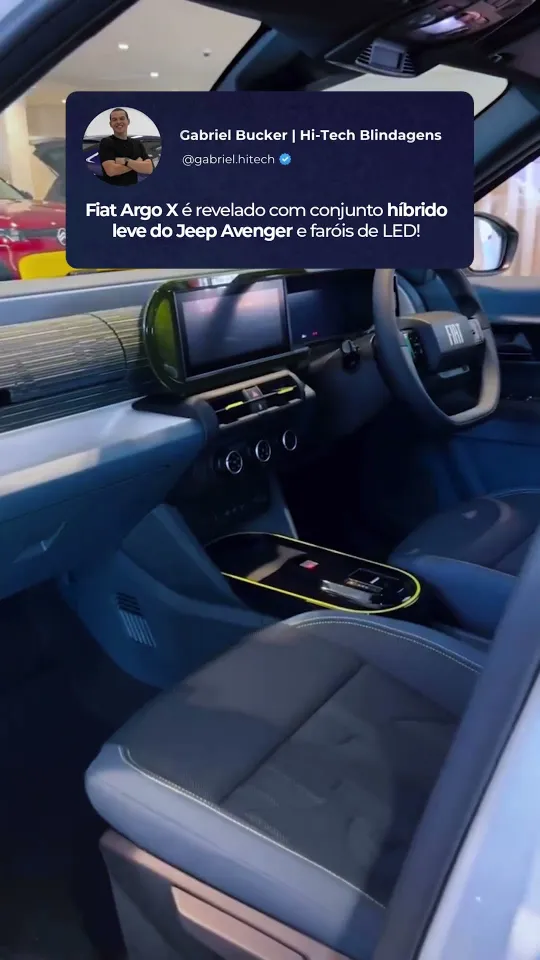 Gabriel Bucker | Hi-Tech Blindagens
@gabriel.hitech
Fiat Argo X é revelado com conjunto híbrido
leve do Jeep Avenger e faróis de LED!
FIAT